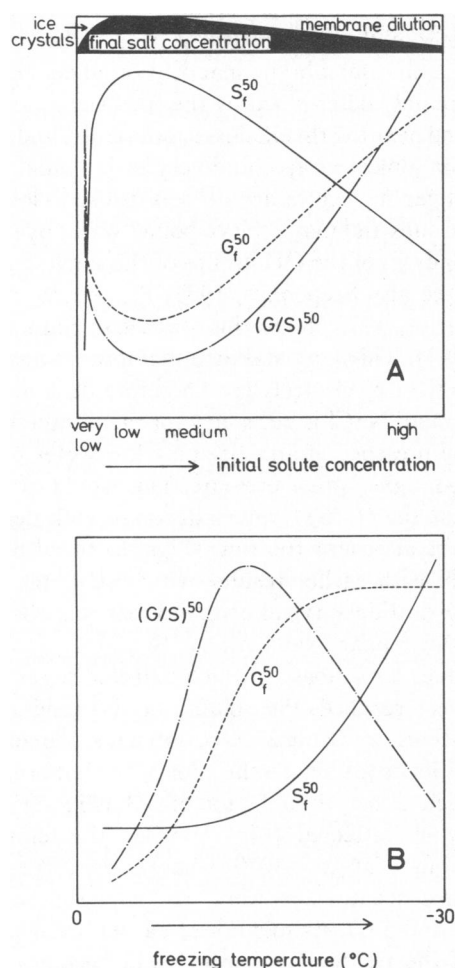 ice crystals
membrane dilution
final salt concentration
S_f^50
G_f^50
(G/S)^50
A
very low
low
medium
high
initial solute concentration
(G/S)^50
G_f^50
S_f^50
B
0
-30
freezing temperature (°C)